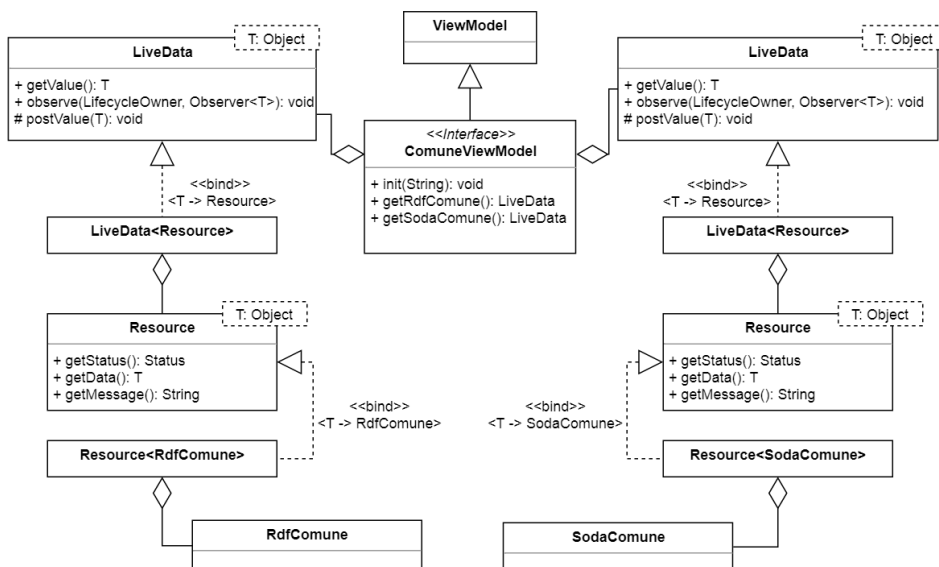 ViewModel
LiveData
T: Object
+ getValue(): T
+ observe(LifecycleOwner, Observer<T>): void
# postValue(T): void
LiveData
T: Object
+ getValue(): T
+ observe(LifecycleOwner, Observer<T>): void
# postValue(T): void
<<Interface>>
ComuneViewModel
+ init(String): void
+ getRdfComune(): LiveData
+ getSodaComune(): LiveData
<<bind>>
<T -> Resource>
<<bind>>
<T -> Resource>
LiveData<Resource>
LiveData<Resource>
Resource
T: Object
+ getStatus(): Status
+ getData(): T
+ getMessage(): String
Resource
T: Object
+ getStatus(): Status
+ getData(): T
+ getMessage(): String
<<bind>>
<T -> RdfComune>
<<bind>>
<T -> SodaComune>
Resource<RdfComune>
Resource<SodaComune>
RdfComune
SodaComune